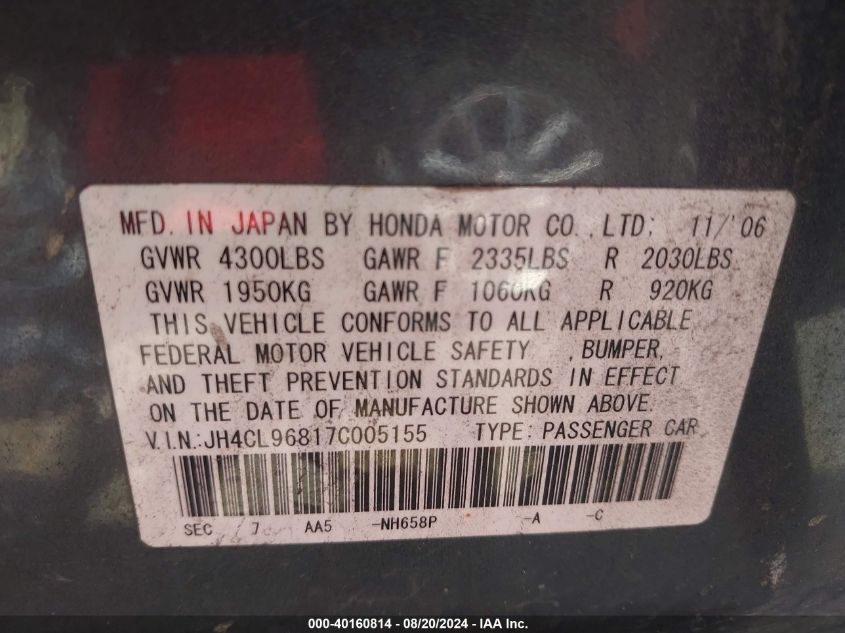 MFD. IN JAPAN BY HONDA MOTOR CO.,LTD; 11/'06
GVWR 4300LBS GAWR F 2335LBS R 2030LBS
GVWR 1950KG GAWR F 1060KG R 920KG
THIS VEHICLE CONFORMS TO ALL APPLICABLE
FEDERAL MOTOR VEHICLE SAFETY , BUMPER,
AND THEFT PREVENTION STANDARDS IN EFFECT
ON THE DATE OF MANUFACTURE SHOWN ABOVE.
V.I.N.:JH4CL96817C005155 TYPE: PASSENGER CAR
SEC 7 AA5 -NH658P -A -C
000-40160814 - 08/20/2024 - IAA Inc.